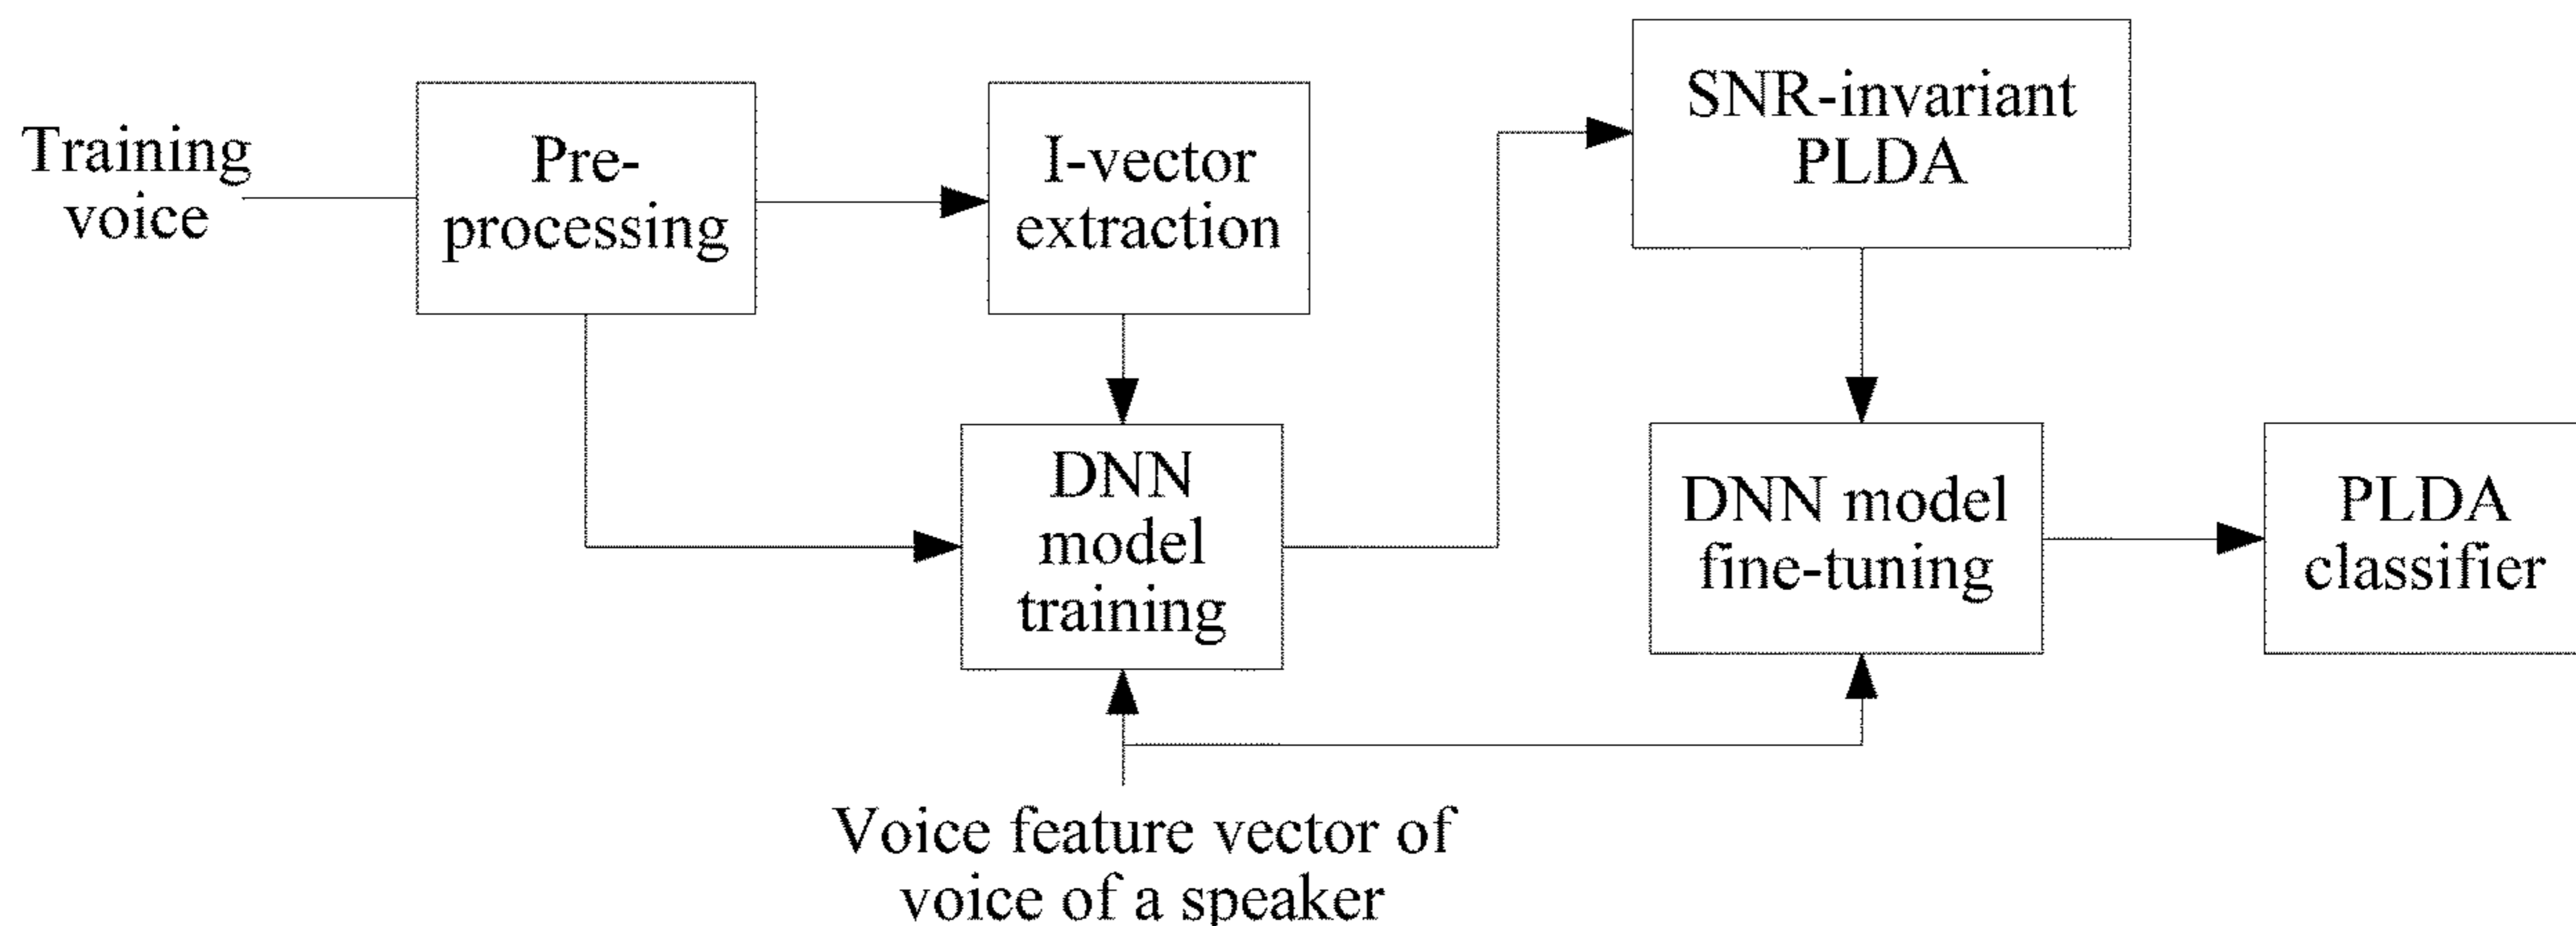 Training
voice
Pre-
processing
I-vector
extraction
SNR-invariant
PLDA
DNN
model
training
DNN model
fine-tuning
PLDA
classifier
Voice feature vector of
voice of a speaker